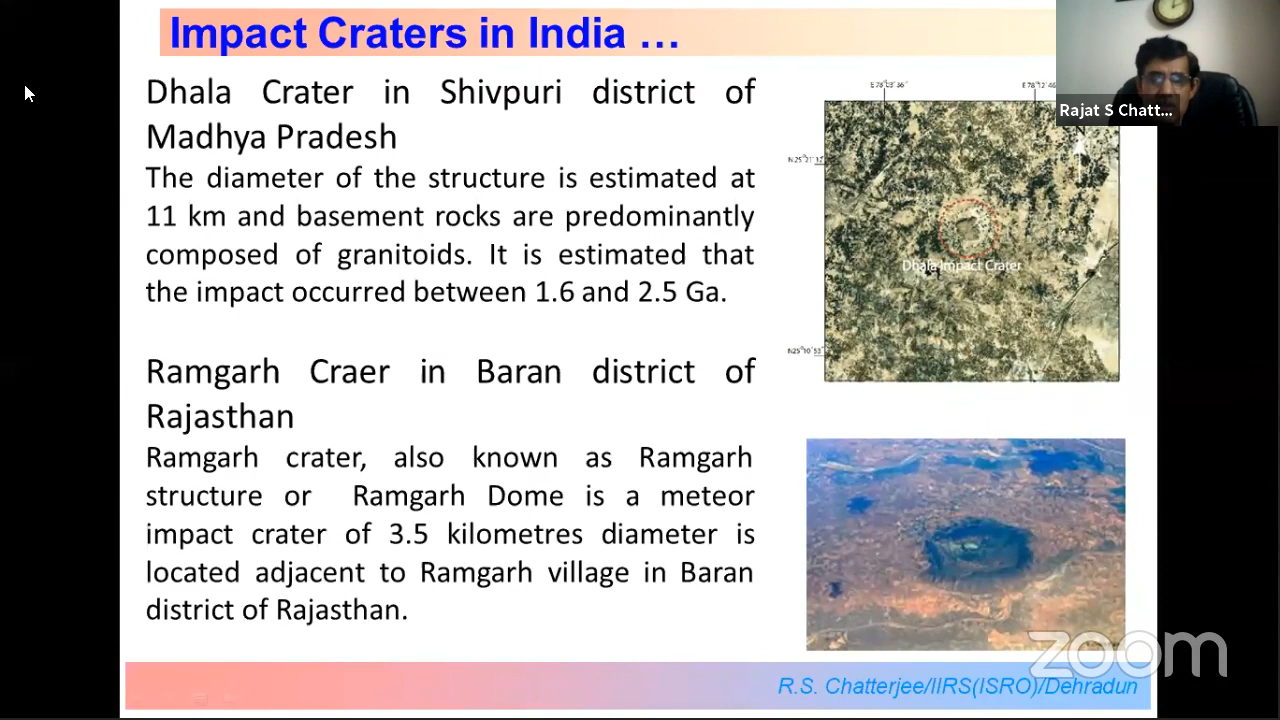 Impact Craters in India …
Rajat S Chatt...
Dhala Crater in Shivpuri district of
Madhya Pradesh
The diameter of the structure is estimated at
11 km and basement rocks are predominantly
composed of granitoids. It is estimated that
the impact occurred between 1.6 and 2.5 Ga.
Dhala Impact Crater
Ramgarh Craer in Baran district of
Rajasthan
Ramgarh crater, also known as Ramgarh
structure or Ramgarh Dome is a meteor
impact crater of 3.5 kilometres diameter is
located adjacent to Ramgarh village in Baran
district of Rajasthan.
zoom
R.S. Chatterjee/IIRS(ISRO)/Dehradun